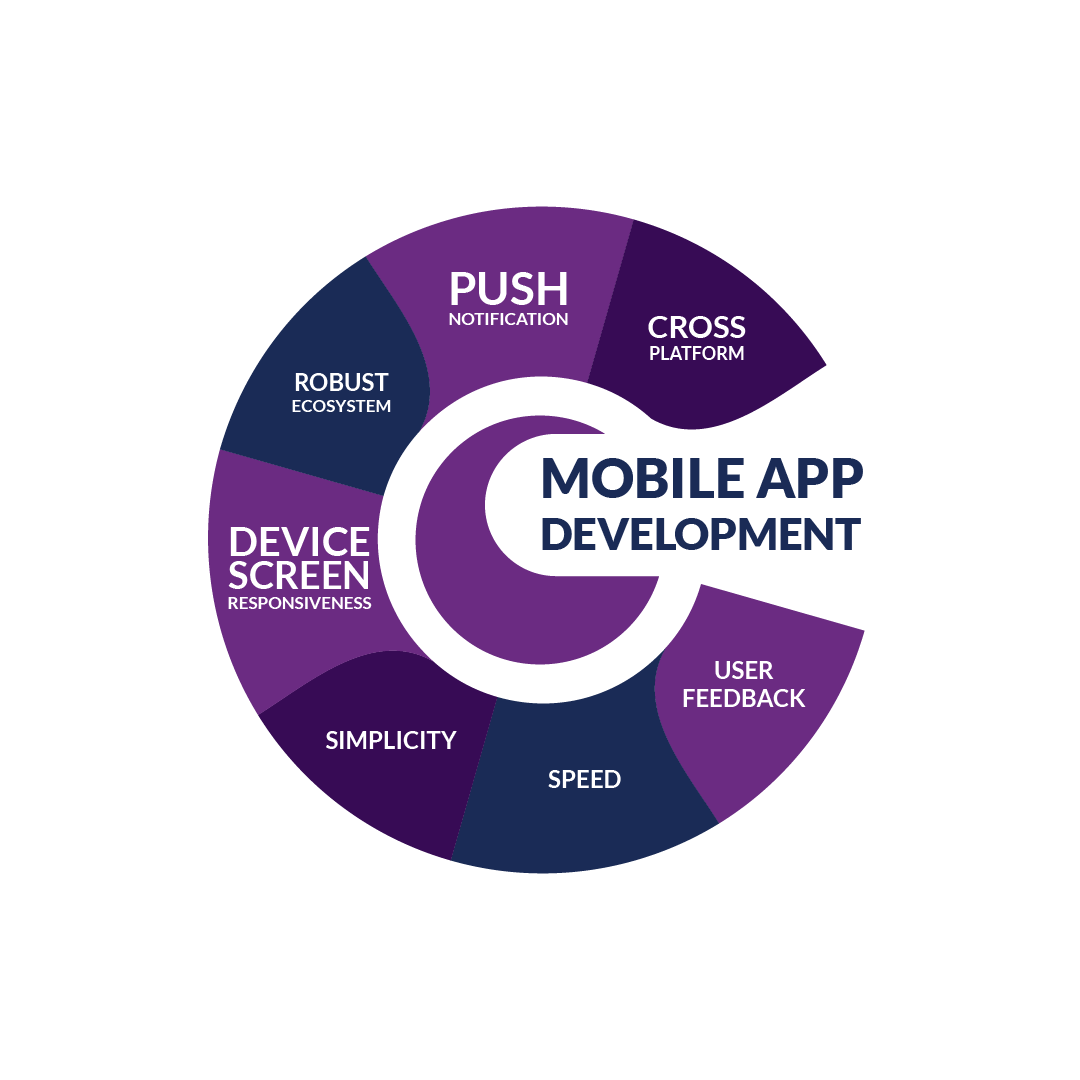 PUSH
NOTIFICATION
CROSS
PLATFORM
ROBUST
ECOSYSTEM
MOBILE APP
DEVELOPMENT
DEVICE
SCREEN
RESPONSIVENESS
USER
FEEDBACK
SIMPLICITY
SPEED